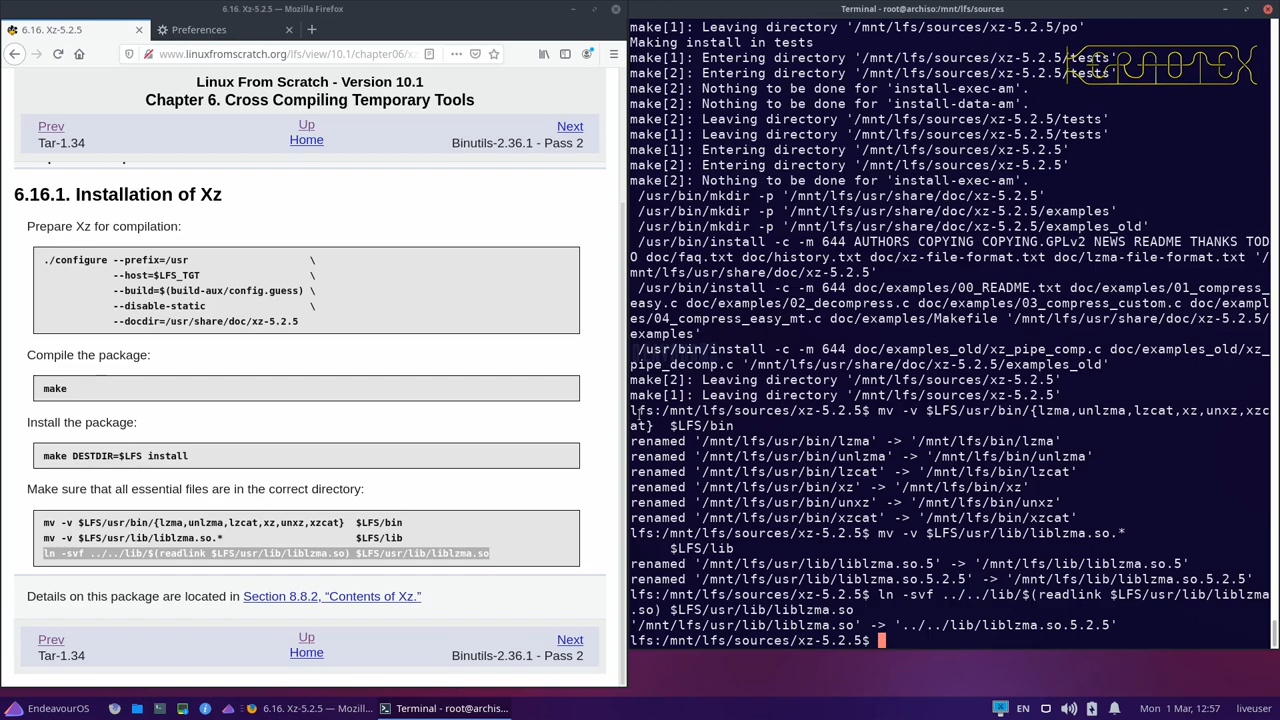 6.16. Xz-5.2.5 — Mozilla Firefox
6.16. Xz-5.2.5
Preferences
www.linuxfromscratch.org/lfs/view/10.1/chapter06/xz
Linux From Scratch - Version 10.1
Chapter 6. Cross Compiling Temporary Tools
Prev
Up
Next
Tar-1.34
Home
Binutils-2.36.1 - Pass 2
6.16.1. Installation of Xz
Prepare Xz for compilation:
./configure --prefix=/usr \
--host=$LFS_TGT \
--build=$(build-aux/config.guess) \
--disable-static \
--docdir=/usr/share/doc/xz-5.2.5
Compile the package:
make
Install the package:
make DESTDIR=$LFS install
Make sure that all essential files are in the correct directory:
mv -v $LFS/usr/bin/{lzma,unlzma,lzcat,xz,unxz,xzcat} $LFS/bin
mv -v $LFS/usr/lib/liblzma.so.* $LFS/lib
ln -svf ../../lib/$(readlink $LFS/usr/lib/liblzma.so) $LFS/usr/lib/liblzma.so
Details on this package are located in Section 8.8.2, “Contents of Xz.”
Prev
Up
Next
Tar-1.34
Home
Binutils-2.36.1 - Pass 2
Terminal - root@archiso:/mnt/lfs/sources
make[1]: Leaving directory '/mnt/lfs/sources/xz-5.2.5/po'
Making install in tests
make[1]: Entering directory '/mnt/lfs/sources/xz-5.2.5/tests'
make[2]: Entering directory '/mnt/lfs/sources/xz-5.2.5/tests'
make[2]: Nothing to be done for 'install-exec-am'.
make[2]: Nothing to be done for 'install-data-am'.
make[2]: Leaving directory '/mnt/lfs/sources/xz-5.2.5/tests'
make[1]: Leaving directory '/mnt/lfs/sources/xz-5.2.5/tests'
make[1]: Entering directory '/mnt/lfs/sources/xz-5.2.5'
make[2]: Entering directory '/mnt/lfs/sources/xz-5.2.5'
make[2]: Nothing to be done for 'install-exec-am'.
/usr/bin/mkdir -p '/mnt/lfs/usr/share/doc/xz-5.2.5'
/usr/bin/mkdir -p '/mnt/lfs/usr/share/doc/xz-5.2.5/examples'
/usr/bin/mkdir -p '/mnt/lfs/usr/share/doc/xz-5.2.5/examples_old'
/usr/bin/install -c -m 644 AUTHORS COPYING COPYING.GPLv2 NEWS README THANKS TOD
O doc/faq.txt doc/history.txt doc/xz-file-format.txt doc/lzma-file-format.txt '/
mnt/lfs/usr/share/doc/xz-5.2.5'
/usr/bin/install -c -m 644 doc/examples/00_README.txt doc/examples/01_compress_
easy.c doc/examples/02_decompress.c doc/examples/03_compress_custom.c doc/exampl
es/04_compress_easy_mt.c doc/examples/Makefile '/mnt/lfs/usr/share/doc/xz-5.2.5/
examples'
/usr/bin/install -c -m 644 doc/examples_old/xz_pipe_comp.c doc/examples_old/xz_
pipe_decomp.c '/mnt/lfs/usr/share/doc/xz-5.2.5/examples_old'
make[2]: Leaving directory '/mnt/lfs/sources/xz-5.2.5'
make[1]: Leaving directory '/mnt/lfs/sources/xz-5.2.5'
lfs:/mnt/lfs/sources/xz-5.2.5$ mv -v $LFS/usr/bin/{lzma,unlzma,lzcat,xz,unxz,xzc
at} $LFS/bin
renamed '/mnt/lfs/usr/bin/lzma' -> '/mnt/lfs/bin/lzma'
renamed '/mnt/lfs/usr/bin/unlzma' -> '/mnt/lfs/bin/unlzma'
renamed '/mnt/lfs/usr/bin/lzcat' -> '/mnt/lfs/bin/lzcat'
renamed '/mnt/lfs/usr/bin/xz' -> '/mnt/lfs/bin/xz'
renamed '/mnt/lfs/usr/bin/unxz' -> '/mnt/lfs/bin/unxz'
renamed '/mnt/lfs/usr/bin/xzcat' -> '/mnt/lfs/bin/xzcat'
lfs:/mnt/lfs/sources/xz-5.2.5$ mv -v $LFS/usr/lib/liblzma.so.*
$LFS/lib
renamed '/mnt/lfs/usr/lib/liblzma.so.5' -> '/mnt/lfs/lib/liblzma.so.5'
renamed '/mnt/lfs/usr/lib/liblzma.so.5.2.5' -> '/mnt/lfs/lib/liblzma.so.5.2.5'
lfs:/mnt/lfs/sources/xz-5.2.5$ ln -svf ../../lib/$(readlink $LFS/usr/lib/liblzma
.so) $LFS/usr/lib/liblzma.so
'/mnt/lfs/usr/lib/liblzma.so' -> '../../lib/liblzma.so.5.2.5'
lfs:/mnt/lfs/sources/xz-5.2.5$
KERNOTEX
EndeavourOS
6.16. Xz-5.2.5 — Mozill...
Terminal - root@archis...
EN
Mon 1 Mar, 12:57
liveuser